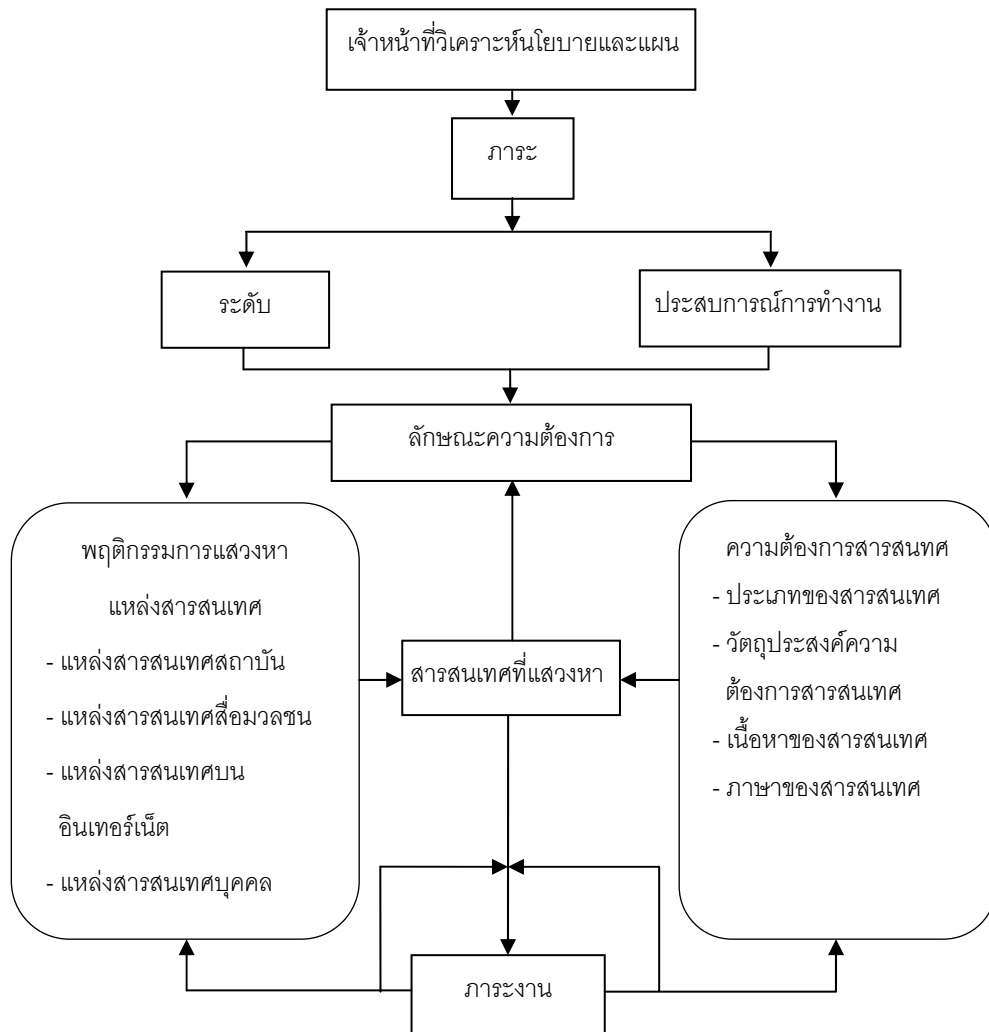 เจ้าหน้าที่วิเคราะห์นโยบายและแผน
ภาระ
ระดับ
ประสบการณ์การทำงาน
ลักษณะความต้องการ
พฤติกรรมการแสวงหา
แหล่งสารสนเทศ
- แหล่งสารสนเทศสถาบัน
- แหล่งสารสนเทศสื่อมวลชน
- แหล่งสารสนเทศบน
อินเทอร์เน็ต
- แหล่งสารสนเทศบุคคล
สารสนเทศที่แสวงหา
ความต้องการสารสนทศ
- ประเภทของสารสนเทศ
- วัตถุประสงค์ความ
ต้องการสารสนเทศ
- เนื้อหาของสารสนเทศ
- ภาษาของสารสนเทศ
ภาระงาน